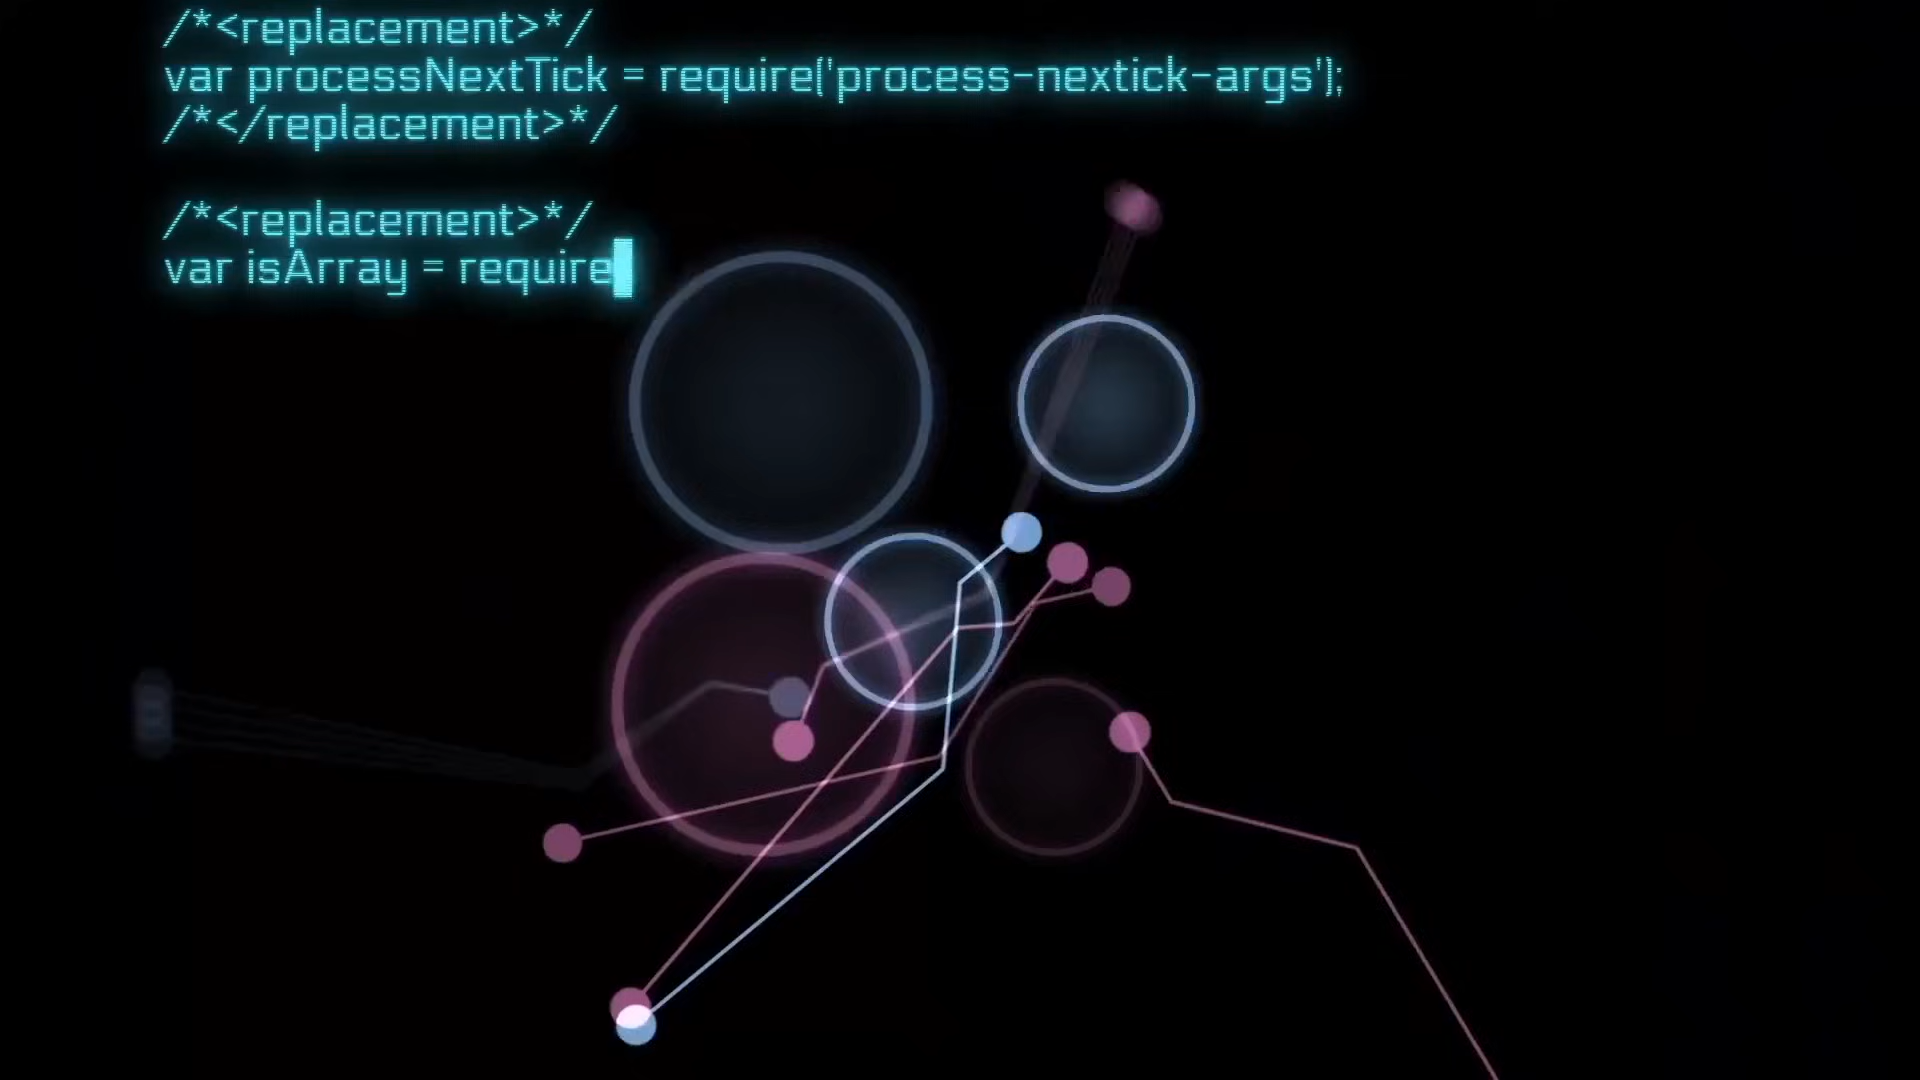 /*<replacement>*/
var processNextTick = require('process-nextick-args');
/*</replacement>*/
/*<replacement>*/
var isArray = require